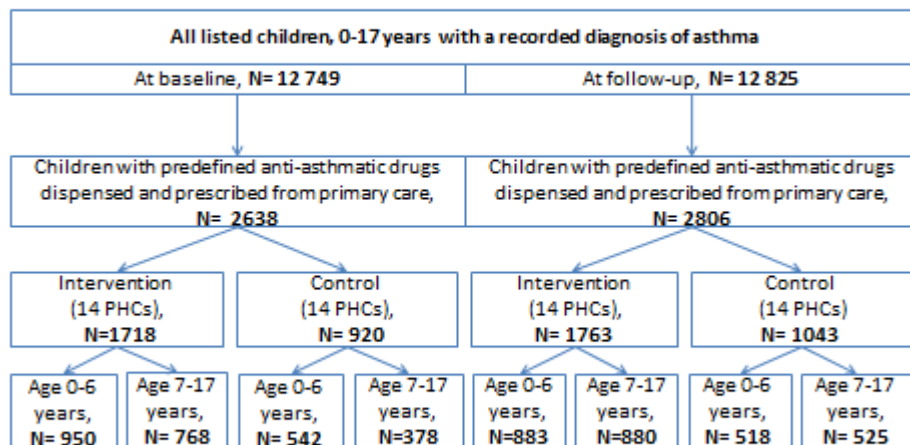 All listed children, 0-17 years with a recorded diagnosis of asthma
At baseline, N= 12 749
At follow-up, N= 12 825
Children with predefined anti-asthmatic drugs
dispensed and prescribed from primary care,
N= 2638
Children with predefined anti-asthmatic drugs
dispensed and prescribed from primary care,
N= 2806
Intervention
(14 PHCs),
N=1718
Control
(14 PHCs),
N= 920
Intervention
(14 PHCs),
N= 1763
Control
(14 PHCs)
N= 1043
Age 0-6
years,
N= 950
Age 7-17
years,
N= 768
Age 0-6
years,
N= 542
Age 7-17
years,
N=378
Age 0-6
years,
N=883
Age 7-17
years,
N=880
Age 0-6
years,
N= 518
Age 7-17
years,
N= 525